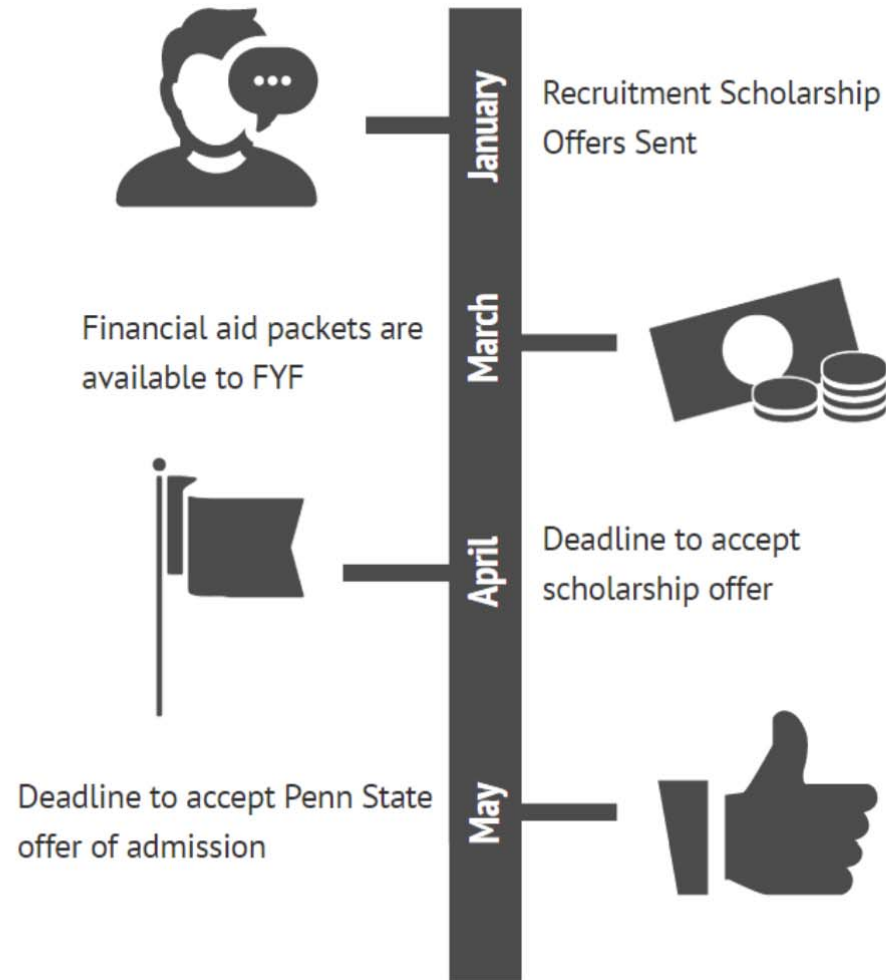 January
Recruitment Scholarship
Offers Sent
March
Financial aid packets are
available to FYF
April
Deadline to accept
scholarship offer
May
Deadline to accept Penn State
offer of admission